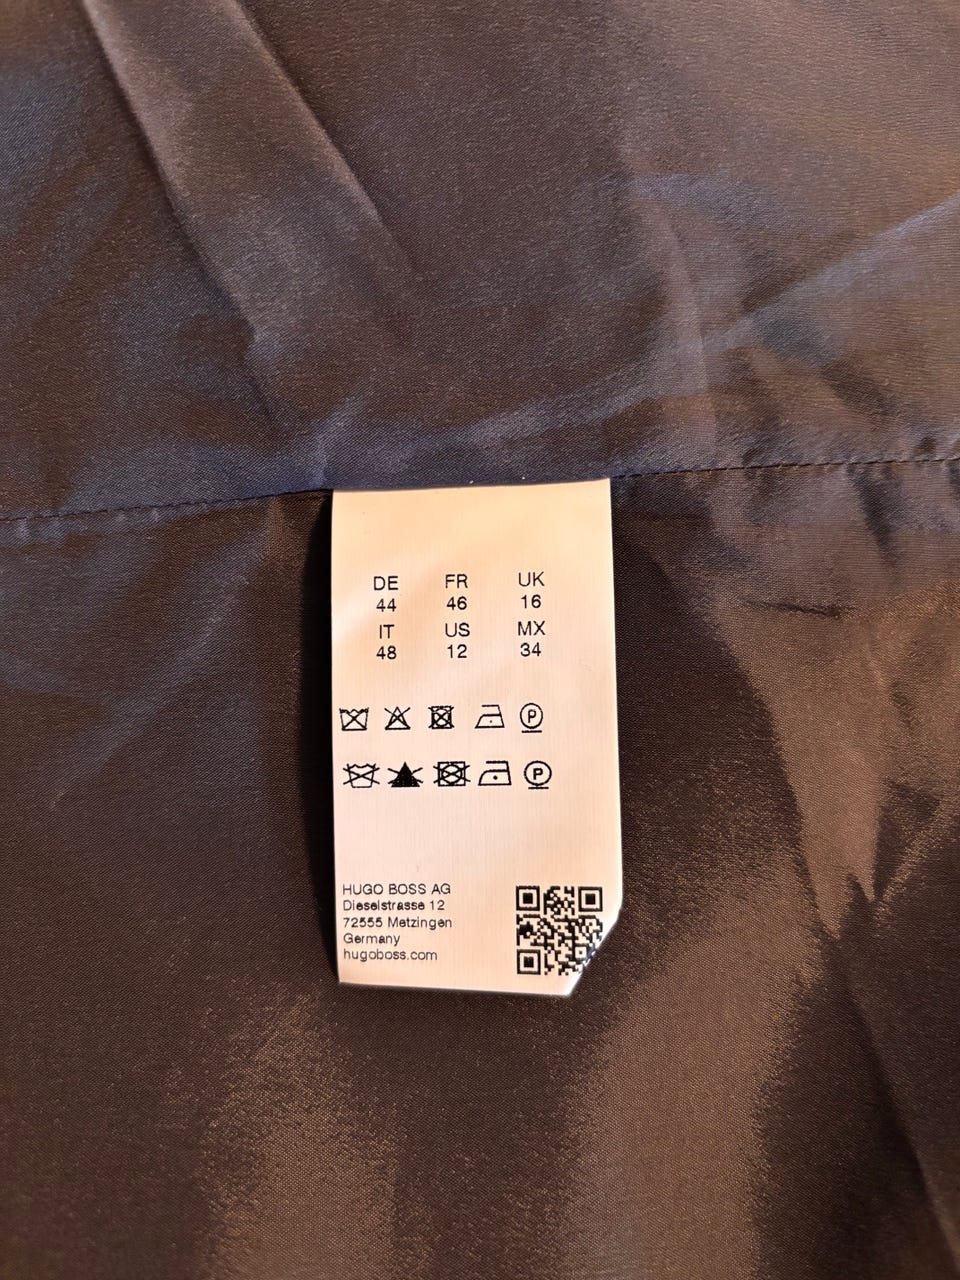 DE FR UK
44 46 16
IT US MX
48 12 34
P
P
HUGO BOSS AG
Dieselstrasse 12
72555 Metzingen
Germany
hugoboss.com